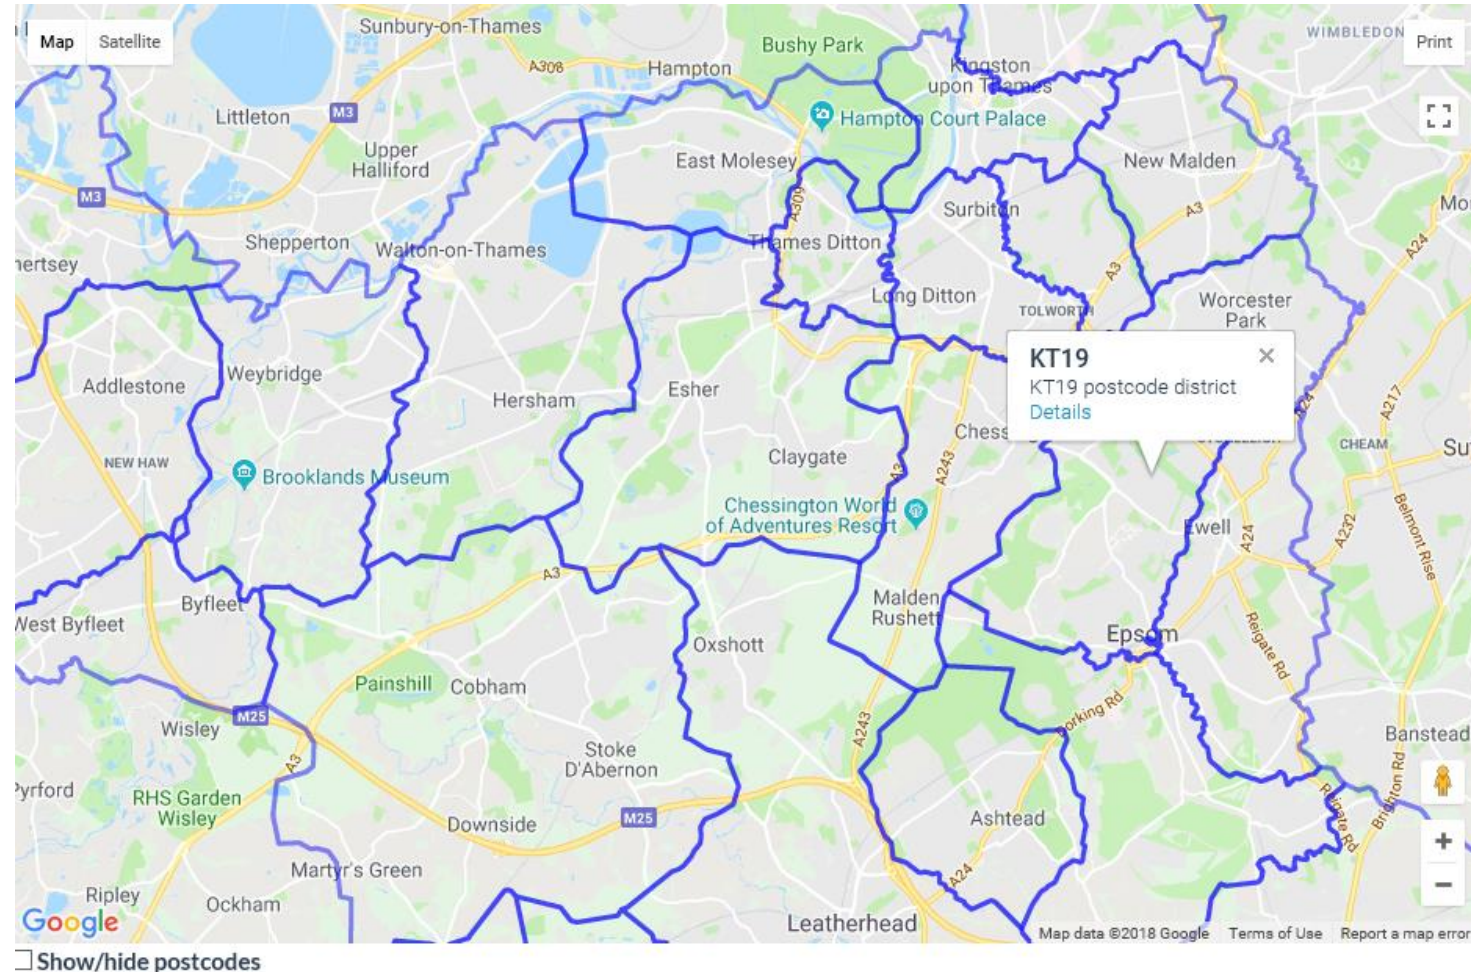 Map
Satellite
Print
Sunbury-on-Thames
Bushy Park
WIMBLEDON
A308
Hampton
Kingston
upon Thames
Littleton
M3
Hampton Court Palace
Upper
Halliford
East Molesey
New Malden
M3
A309
Surbiton
A3
Shepperton
Walton-on-Thames
Thames Ditton
A24
A3
Long Ditton
TOLWORTH
Worcester
Park
KT19
KT19 postcode district
Details
Addlestone
Weybridge
Hersham
Esher
A24
A217
Chess
CHEAM
Su
NEW HAW
Brooklands Museum
Claygate
A3
A243
Chessington World
of Adventures Resort
Ewell
A24
A232
Belmont Rise
A3
Byfleet
West Byfleet
Malden
Rushett
Epsom
Reigate Rd
Oxshott
Painshill
Cobham
Dorking Rd
Wisley
M25
A243
Banstead
A3
Stoke
D'Abernon
Pyrford
RHS Garden
Wisley
Downside
M25
Ashtead
Reigate Rd
Brighton Rd
Martyr's Green
A24
Ripley
Ockham
Leatherhead
Google
Map data ©2018 Google
Terms of Use
Report a map error
Show/hide postcodes